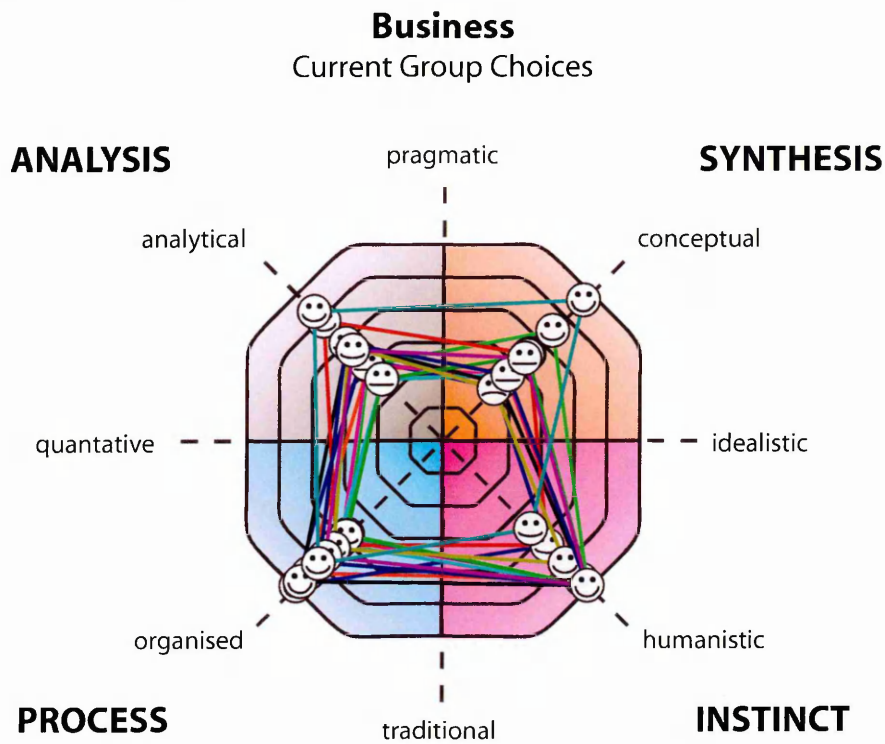 Business
Current Group Choices
ANALYSIS
pragmatic
SYNTHESIS
analytical
conceptual
quantative
idealistic
organised
humanistic
PROCESS
traditional
INSTINCT